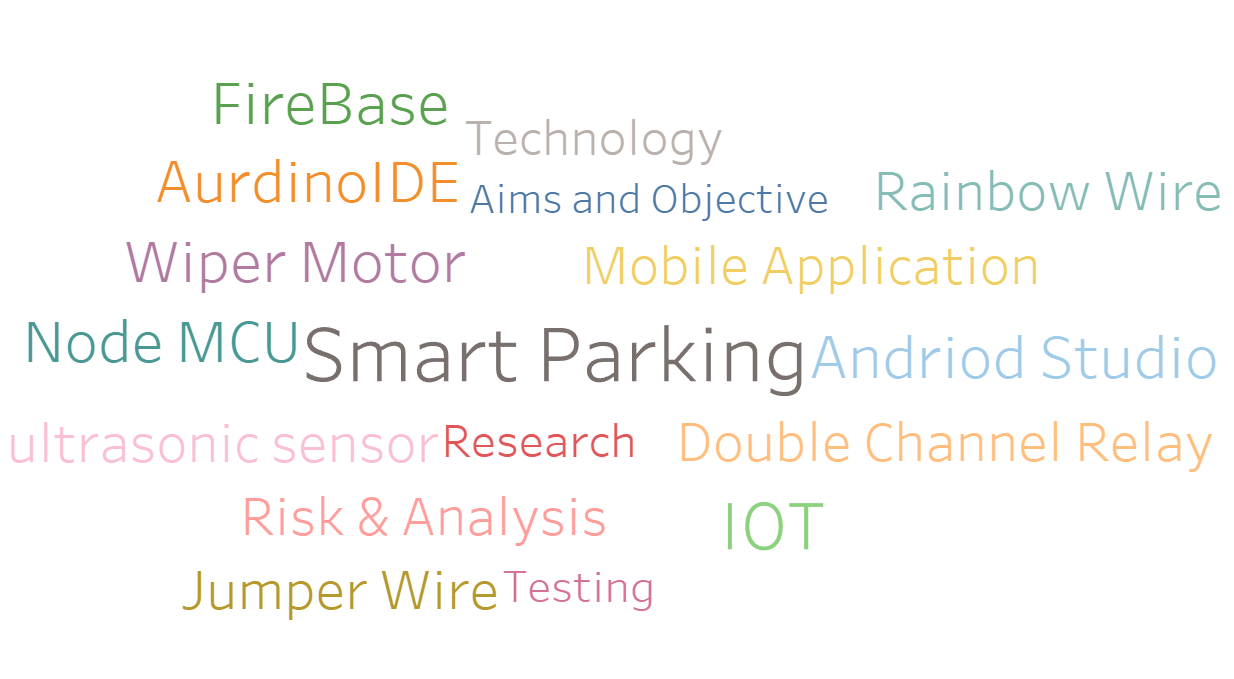 FireBase
Technology
AurdinoIDE
Aims and Objective
Rainbow Wire
Wiper Motor
Mobile Application
Node MCU
Smart Parking
Andriod Studio
ultrasonic sensor
Research
Double Channel Relay
Risk & Analysis
IOT
Jumper Wire
Testing